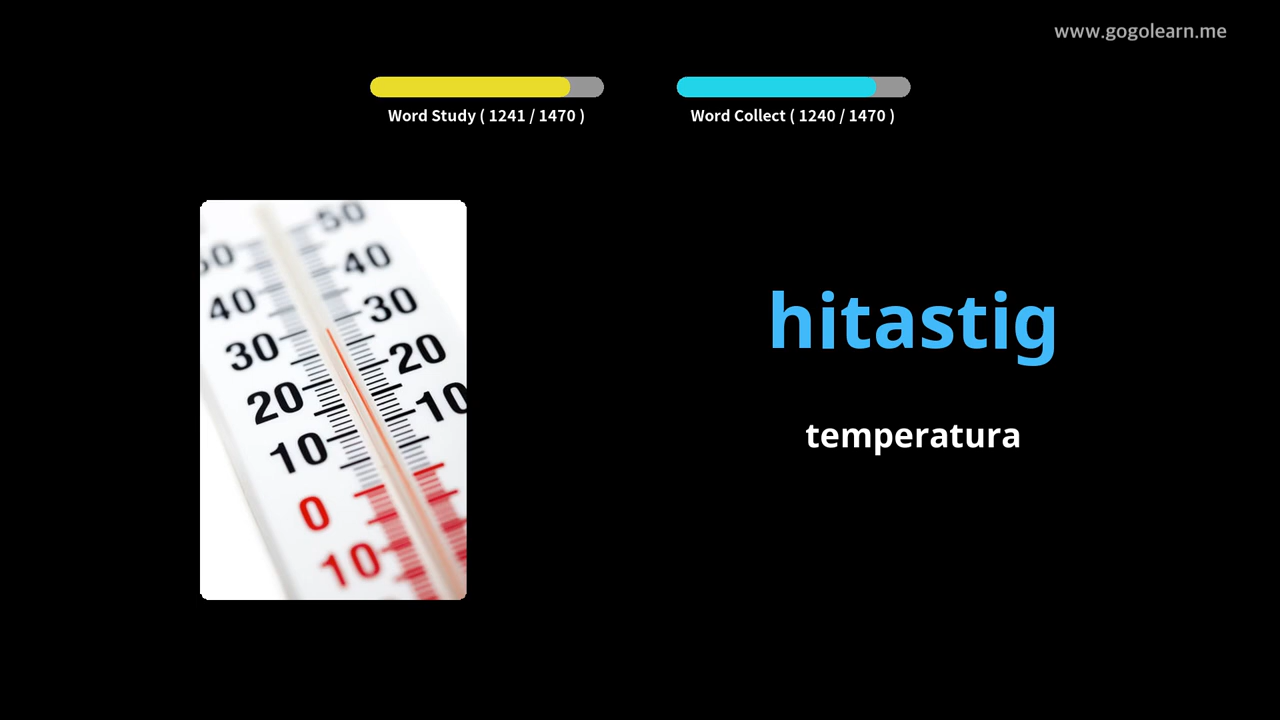 www.gogolearn.me
Word Study ( 1241 / 1470 )
Word Collect ( 1240 / 1470 )
50
50
40
40
30
30
20
20
10
10
0
10
hitastig
temperatura